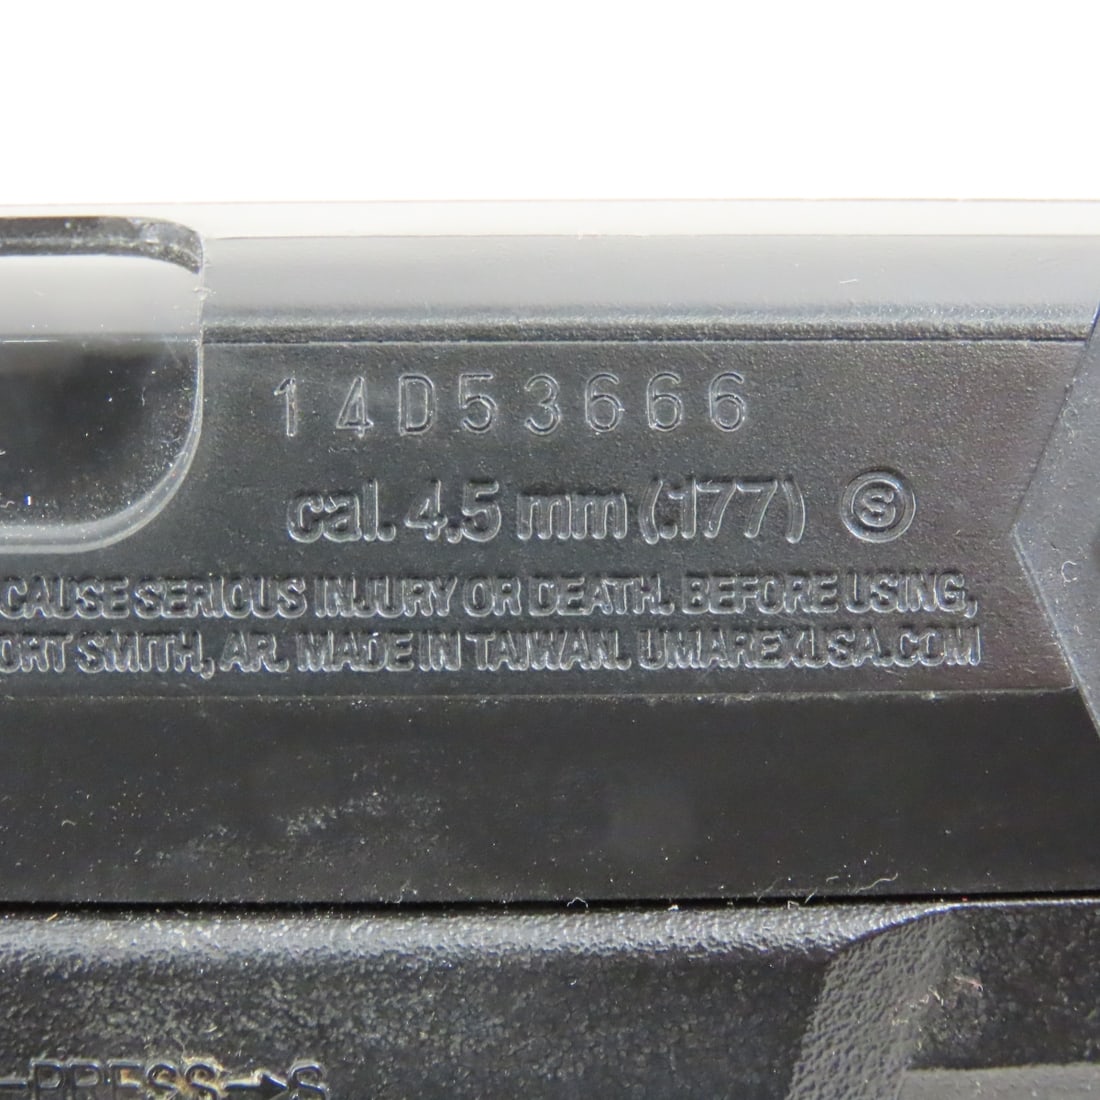 14D53666
cal. 4.5 mm (.177) S
CAUSE SERIOUS INJURY OR DEATH. BEFORE USING,
ORT SMITH, AR. MADE IN TAIWAN. UMAREXUSA.COM
PRESS→S